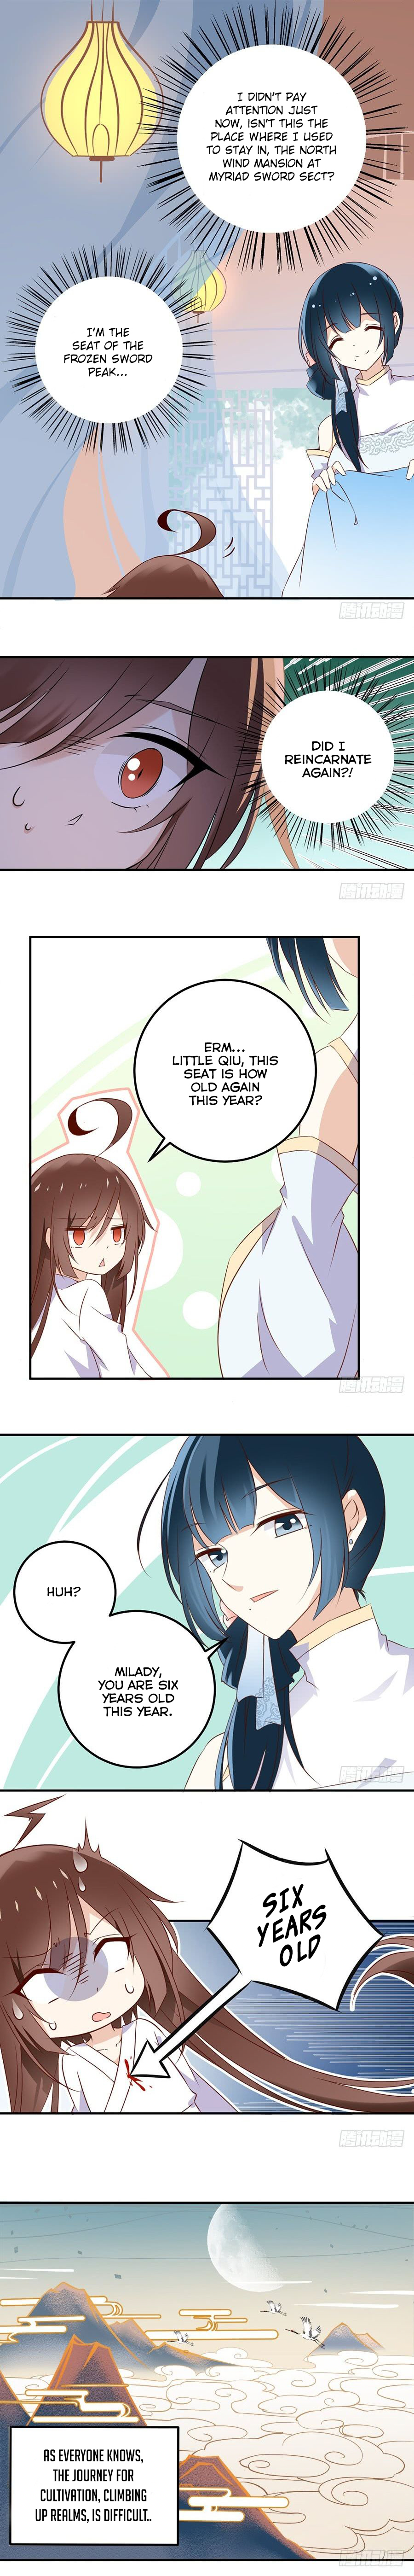 I DIDN'T PAY
ATTENTION JUST
NOW, ISN'T THIS THE
PLACE WHERE I USED
TO STAY IN, THE NORTH
WIND MANSION AT
MYRIAD SWORD SECT?
I'M THE
SEAT OF THE
FROZEN SWORD
PEAK...
DID I
REINCARNATE
AGAIN?!
ERM...
LITTLE QIU, THIS
SEAT IS HOW
OLD AGAIN
THIS YEAR?
HUH?
MILADY,
YOU ARE SIX
YEARS OLD
THIS YEAR.
SIX
YEARS
OLD
AS EVERYONE KNOWS,
THE JOURNEY FOR
CULTIVATION, CLIMBING
UP REALMS, IS DIFFICULT..